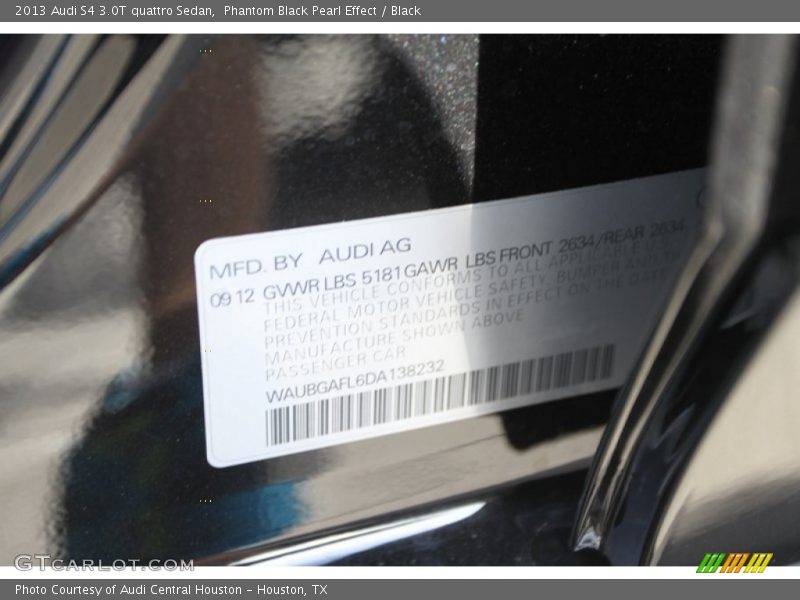 2013 Audi S4 3.0T quattro Sedan, Phantom Black Pearl Effect / Black
MFD. BY AUDI AG
09 12 GVWR LBS 5181 GAWR LBS FRONT 2634 / REAR 2634
THIS VEHICLE CONFORMS TO ALL APPLICABLE U.S.
FEDERAL MOTOR VEHICLE SAFETY, BUMPER AND
PREVENTION STANDARDS IN EFFECT ON THE DATE
MANUFACTURE SHOWN ABOVE
PASSENGER CAR
WAUBGAFL6DA138232
GTCARLOT.COM
Photo Courtesy of Audi Central Houston - Houston, TX